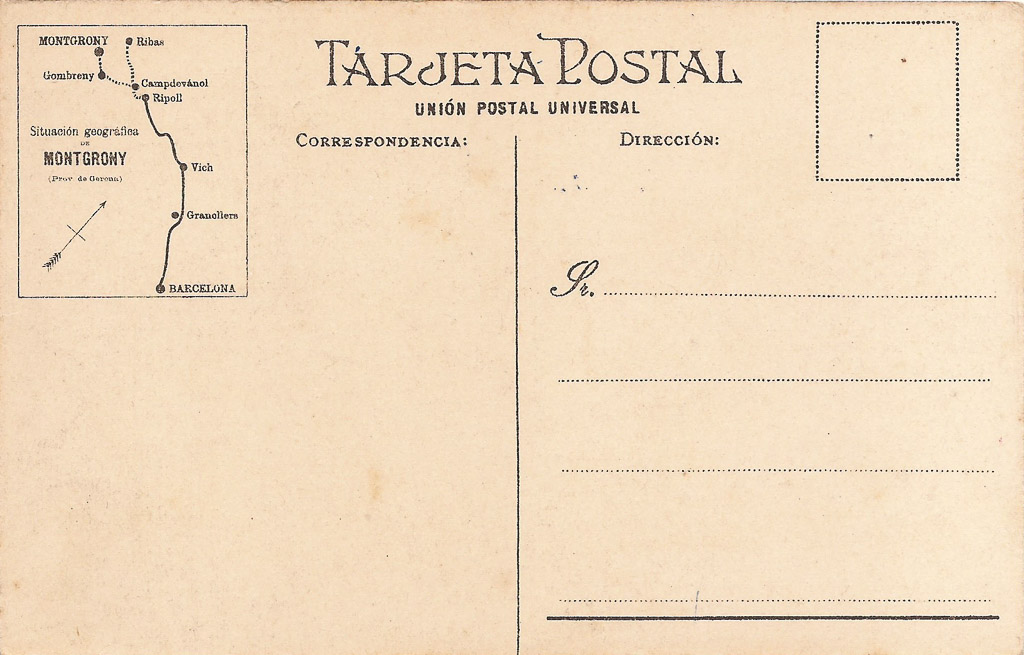 TÁRJETA POSTAL
UNIÓN POSTAL UNIVERSAL
CORRESPONDENCIA:
DIRECCIÓN:
MONTGRONY
Ribas
Gombreny
Campdevánol
Ripoll
Situación geográfica
DE
MONTGRONY
(Prov. de Gerona)
Vich
Granollers
BARCELONA
Sr.